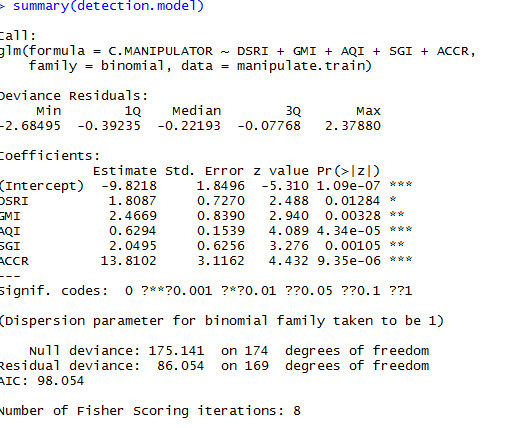 > summary(detection.model)
Call:
glm(formula = C.MANIPULATOR ~ DSRI + GMI + AQI + SGI + ACCR,
    family = binomial, data = manipulate.train)
Deviance Residuals:
     Min        1Q    Median        3Q       Max
-2.68495  -0.39235  -0.22193  -0.07768   2.37880
Coefficients:
            Estimate Std. Error z value Pr(>|z|)
(Intercept)  -9.8218     1.8496  -5.310 1.09e-07 ***
DSRI          1.8087     0.7270   2.488  0.01284 *
GMI           2.4669     0.8390   2.940  0.00328 **
AQI           0.6294     0.1539   4.089 4.34e-05 ***
SGI           2.0495     0.6256   3.276  0.00105 **
ACCR         13.8102     3.1162   4.432 9.35e-06 ***
---
Signif. codes:  0 ?**?0.001 ?*?0.01 ??0.05 ??0.1 ??1
(Dispersion parameter for binomial family taken to be 1)
    Null deviance: 175.141  on 174  degrees of freedom
Residual deviance:  86.054  on 169  degrees of freedom
AIC: 98.054
Number of Fisher Scoring iterations: 8